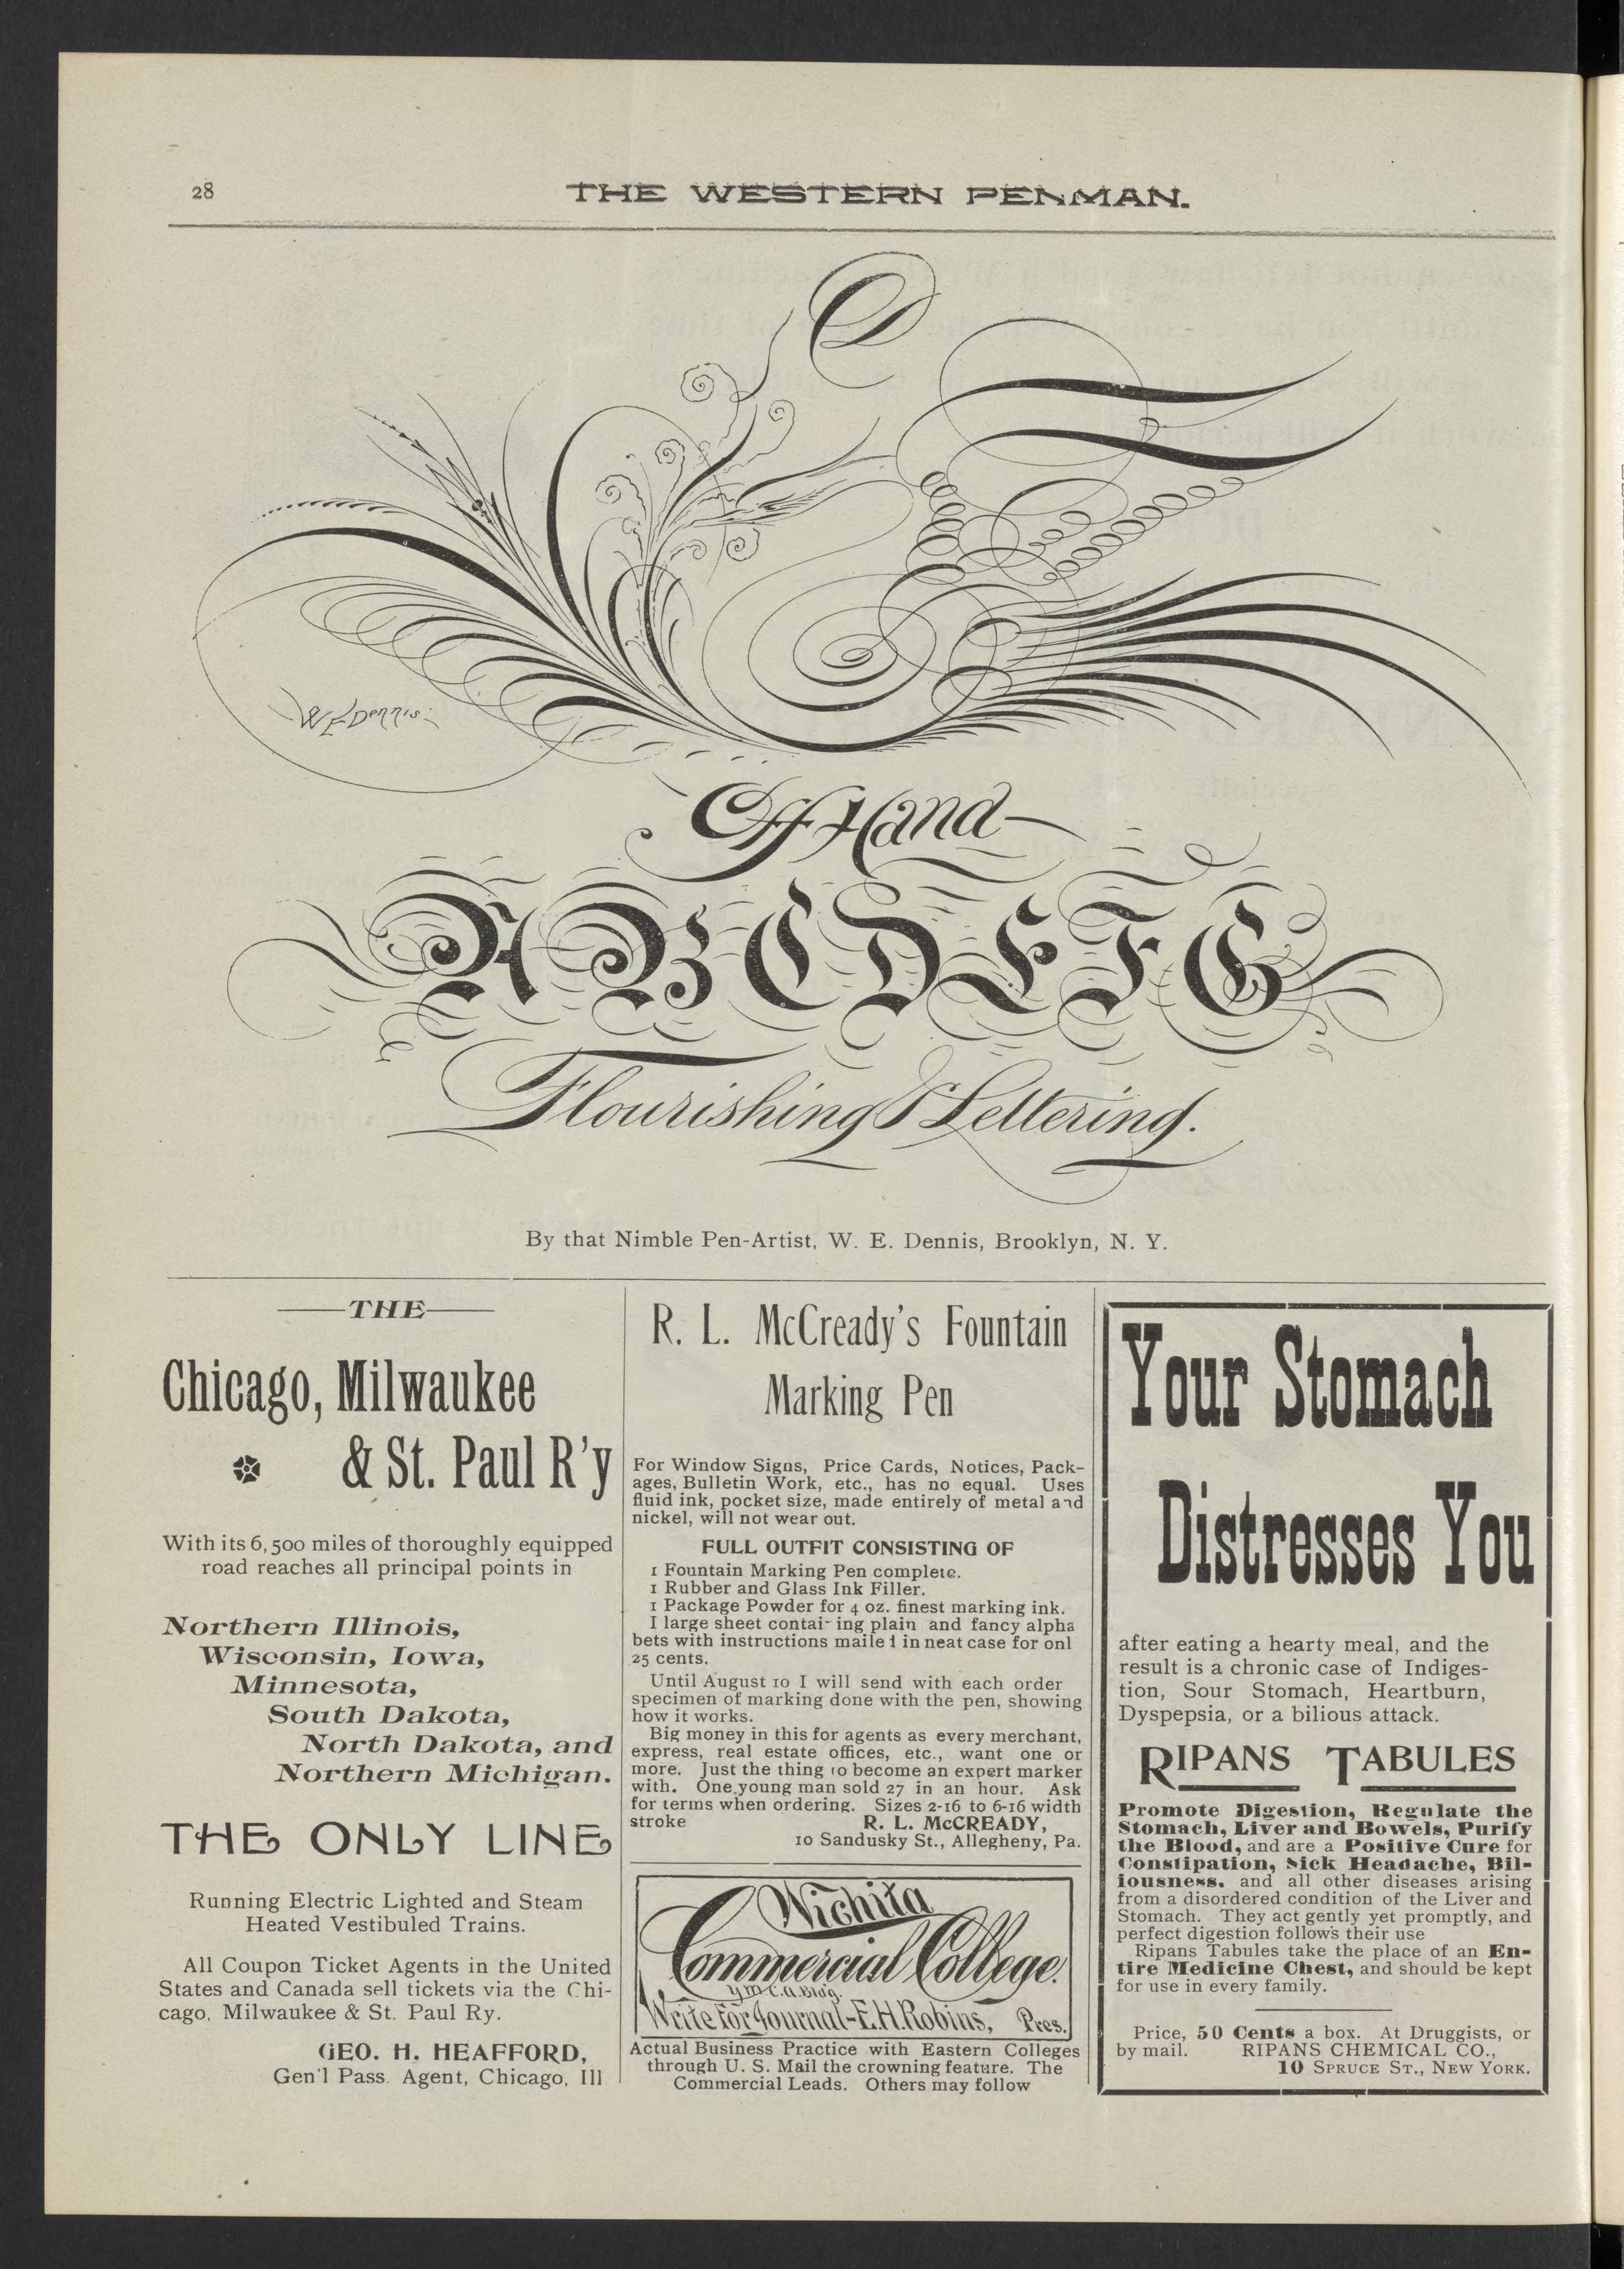 28
THE WESTERN PENMAN.
W E Dennis
Off Hand
A B C D E F G
Flourishing & Lettering.
By that Nimble Pen-Artist, W. E. Dennis, Brooklyn, N. Y.
THE
Chicago, Milwaukee
& St. Paul R'y
With its 6,500 miles of thoroughly equipped
road reaches all principal points in
Northern Illinois,
Wisconsin, Iowa,
Minnesota,
South Dakota,
North Dakota, and
Northern Michigan.
THE ONLY LINE
Running Electric Lighted and Steam
Heated Vestibuled Trains.
All Coupon Ticket Agents in the United
States and Canada sell tickets via the Chi-
cago, Milwaukee & St. Paul Ry.
GEO. H. HEAFFORD,
Gen'l Pass. Agent, Chicago, Ill
R. L. McCready's Fountain
Marking Pen
For Window Signs, Price Cards, Notices, Pack-
ages, Bulletin Work, etc., has no equal. Uses
fluid ink, pocket size, made entirely of metal and
nickel, will not wear out.
FULL OUTFIT CONSISTING OF
1 Fountain Marking Pen complete.
1 Rubber and Glass Ink Filler.
1 Package Powder for 4 oz. finest marking ink.
I large sheet contai-ing plain and fancy alpha
bets with instructions mailed in neat case for onl
25 cents.
Until August 10 I will send with each order
specimen of marking done with the pen, showing
how it works.
Big money in this for agents as every merchant,
express, real estate offices, etc., want one or
more. Just the thing to become an expert marker
with. One young man sold 27 in an hour. Ask
for terms when ordering. Sizes 2-16 to 6-16 width
stroke R. L. McCREADY,
10 Sandusky St., Allegheny, Pa.
Wichita
Commercial College.
Y.M.C.A. Bldg.
Write for Journal-E.H. Robins, Pres.
Actual Business Practice with Eastern Colleges
through U. S. Mail the crowning feature. The
Commercial Leads. Others may follow
Your Stomach
Distresses You
after eating a hearty meal, and the
result is a chronic case of Indiges-
tion, Sour Stomach, Heartburn,
Dyspepsia, or a bilious attack.
RIPANS TABULES
Promote Digestion, Regulate the
Stomach, Liver and Bowels, Purify
the Blood, and are a Positive Cure for
Constipation, Sick Headache, Bil-
iousness, and all other diseases arising
from a disordered condition of the Liver and
Stomach. They act gently yet promptly, and
perfect digestion follows their use
Ripans Tabules take the place of an En-
tire Medicine Chest, and should be kept
for use in every family.
Price, 50 Cents a box. At Druggists, or
by mail. RIPANS CHEMICAL CO.,
10 SPRUCE ST., NEW YORK.